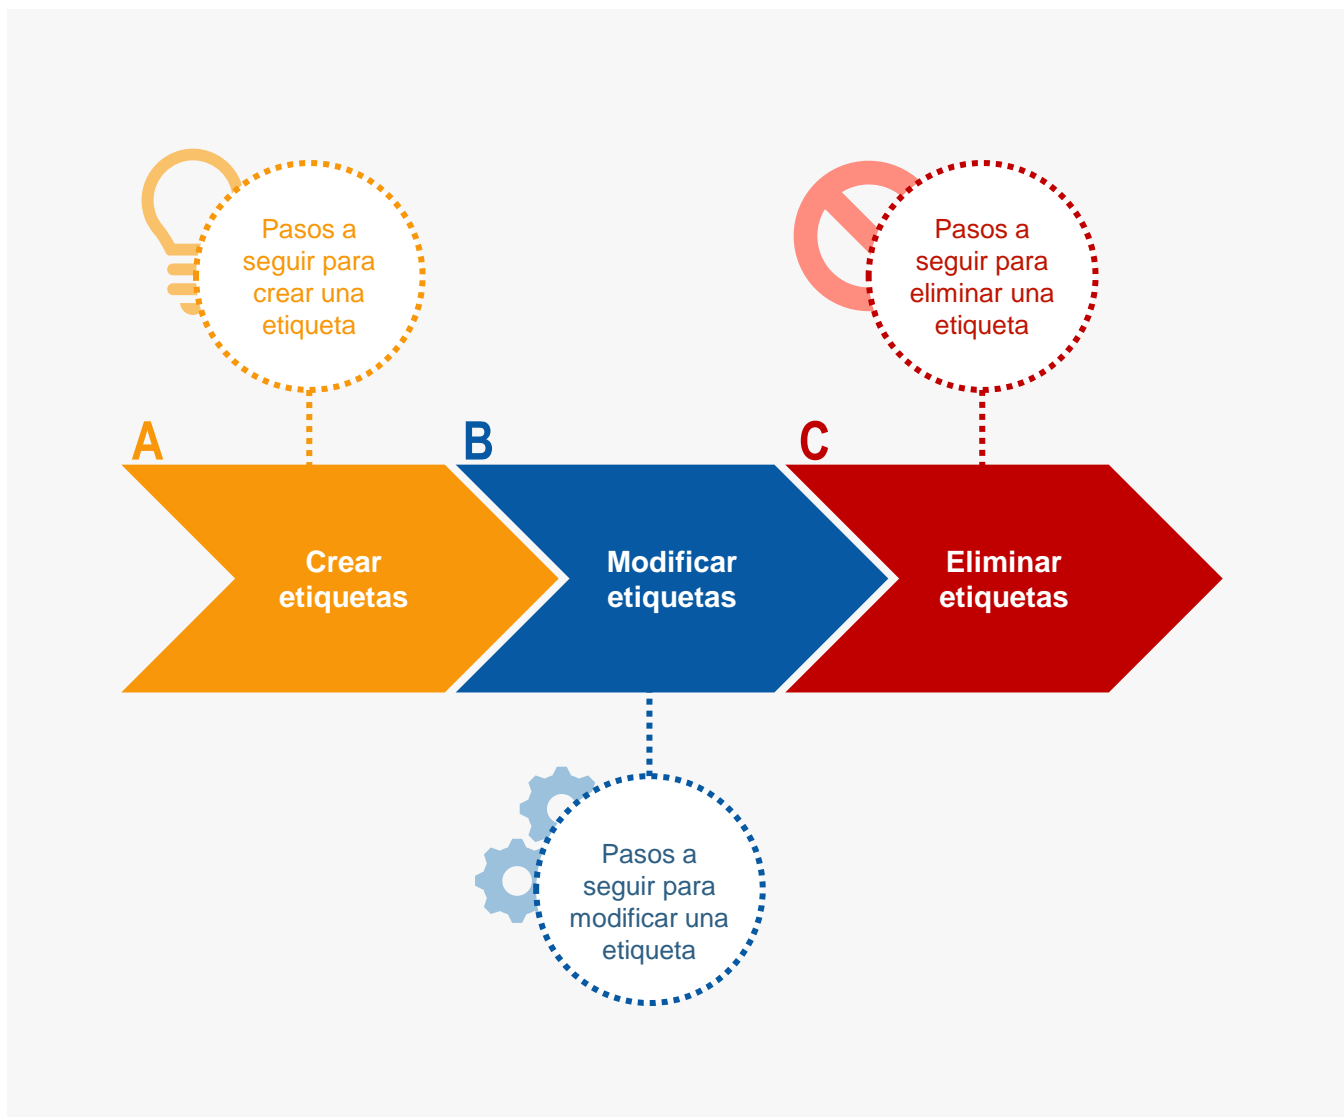 Pasos a
seguir para
crear una
etiqueta
Pasos a
seguir para
eliminar una
etiqueta
A
B
C
Crear
etiquetas
Modificar
etiquetas
Eliminar
etiquetas
Pasos a
seguir para
modificar una
etiqueta